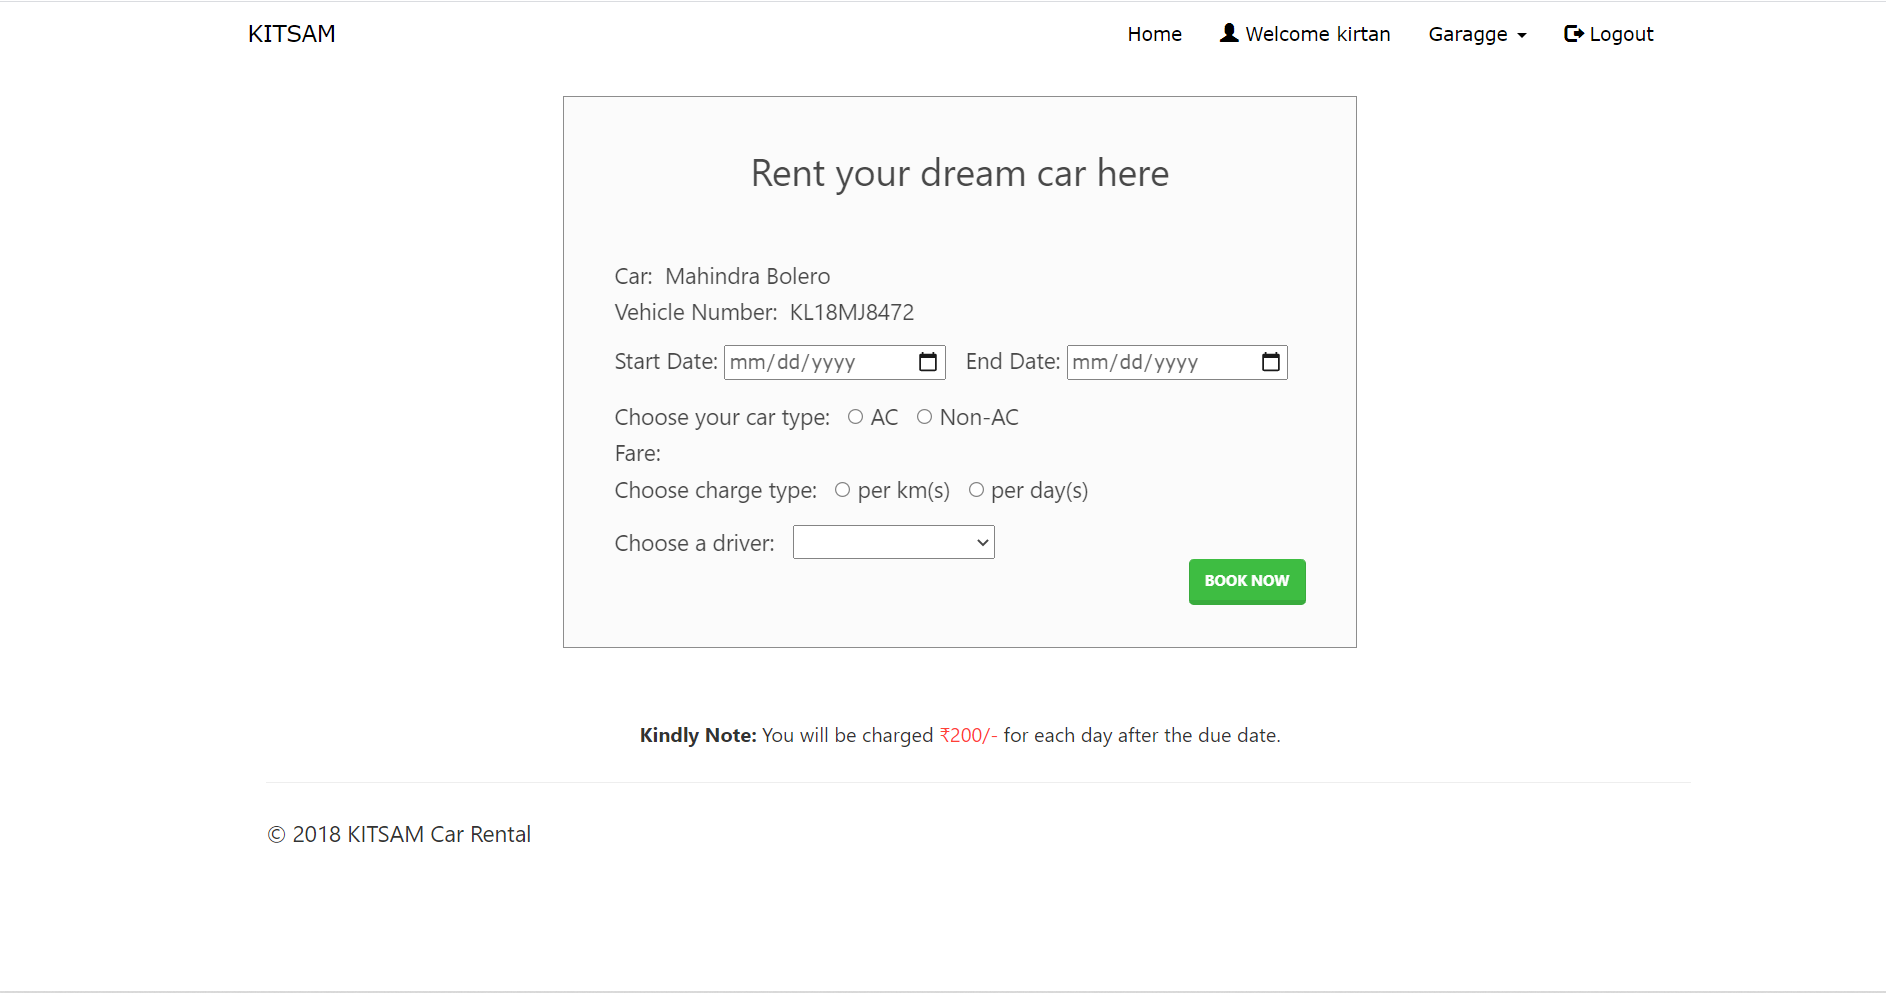 KITSAM Home Welcome kirtan Garagge Logout
Rent your dream car here
Car: Mahindra Bolero
Vehicle Number: KL18MJ8472
Start Date: mm/dd/yyyy End Date: mm/dd/yyyy
Choose your car type: AC Non-AC
Fare:
Choose charge type: per km(s) per day(s)
Choose a driver:
BOOK NOW
Kindly Note: You will be charged ₹200/- for each day after the due date.
© 2018 KITSAM Car Rental